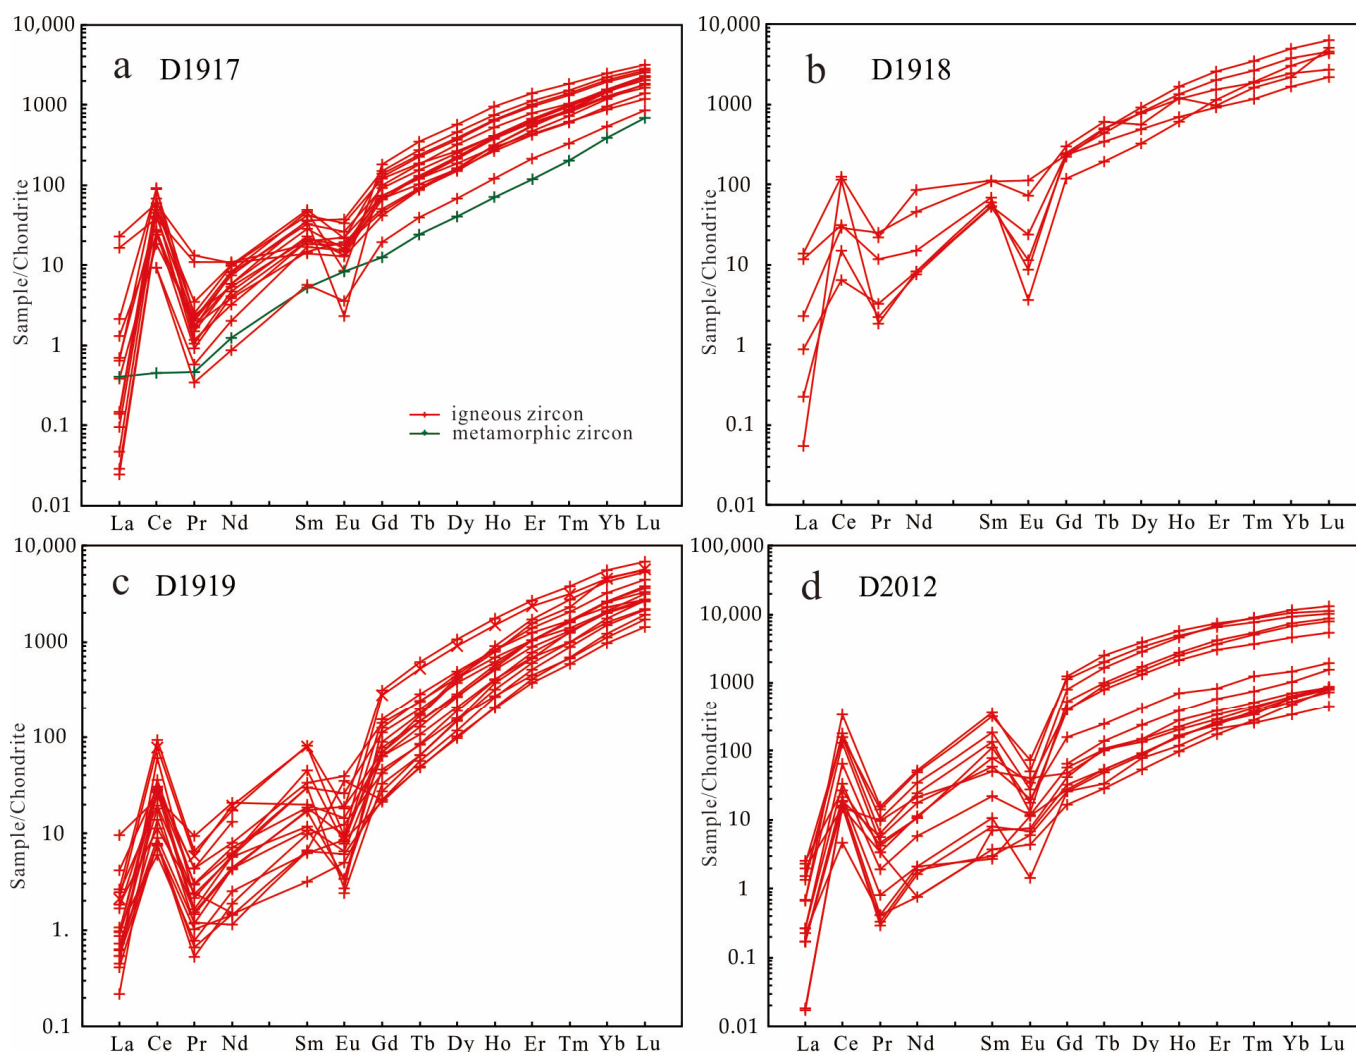 a D1917
Sample/Chondrite
10,000
1000
100
10
1
0.1
0.01
igneous zircon
metamorphic zircon
La Ce Pr Nd Sm Eu Gd Tb Dy Ho Er Tm Yb Lu
b D1918
Sample/Chondrite
10,000
1000
100
10
1
0.1
0.01
La Ce Pr Nd Sm Eu Gd Tb Dy Ho Er Tm Yb Lu
c D1919
Sample/Chondrite
10,000
1000
100
10
1.
0.1
La Ce Pr Nd Sm Eu Gd Tb Dy Ho Er Tm Yb Lu
d D2012
Sample/Chondrite
100,000
10,000
1000
100
10
1
0.1
0.01
La Ce Pr Nd Sm Eu Gd Tb Dy Ho Er Tm Yb Lu